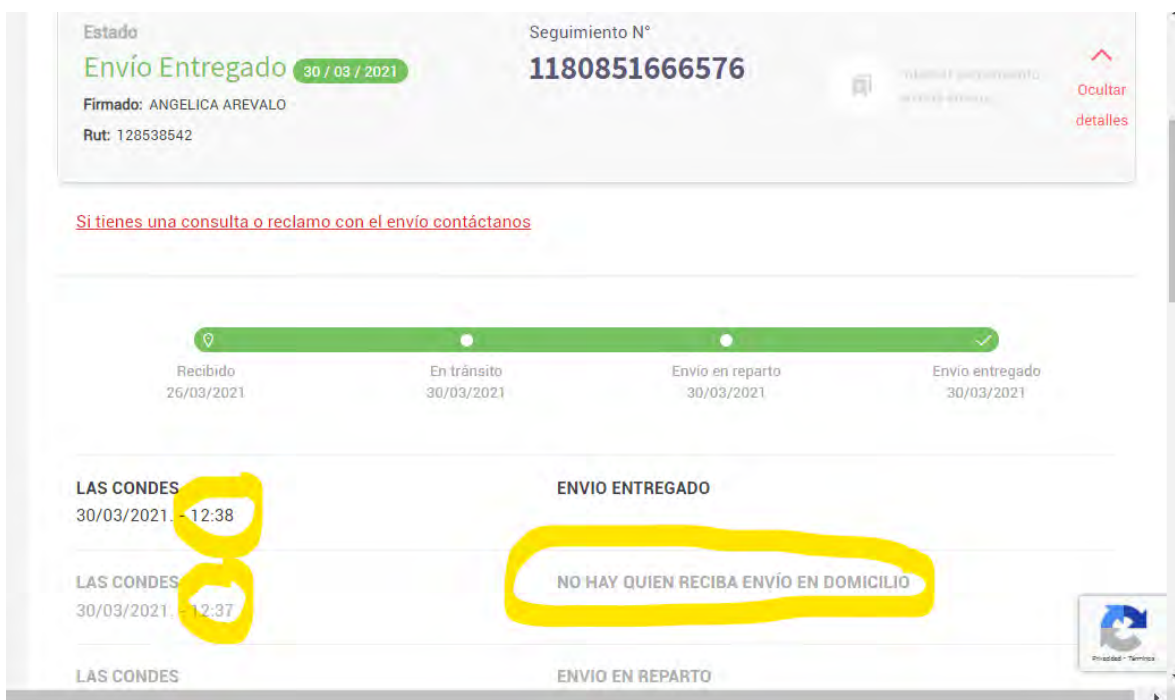 Estado
Envío Entregado 30 / 03 / 2021
Firmado: ANGELICA AREVALO
Rut: 128538542
Seguimiento N°
1180851666576
Ocultar
detalles
Si tienes una consulta o reclamo con el envío contáctanos
Recibido
26/03/2021
En tránsito
30/03/2021
Envío en reparto
30/03/2021
Envío entregado
30/03/2021
LAS CONDES
30/03/2021. - 12:38
ENVIO ENTREGADO
LAS CONDES
30/03/2021. - 12:37
NO HAY QUIEN RECIBA ENVÍO EN DOMICILIO
Privacidad - Términos
LAS CONDES
ENVIO EN REPARTO